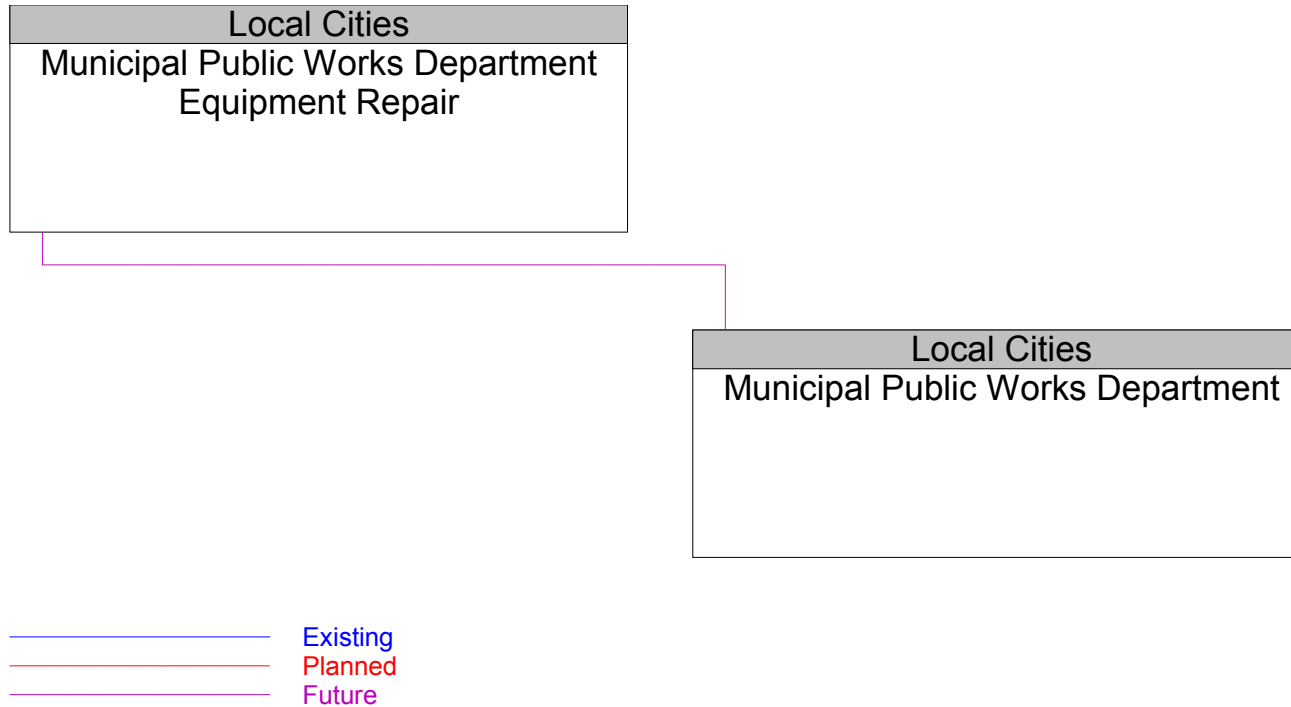 Local Cities
Municipal Public Works Department
Equipment Repair
Local Cities
Municipal Public Works Department
Existing
Planned
Future